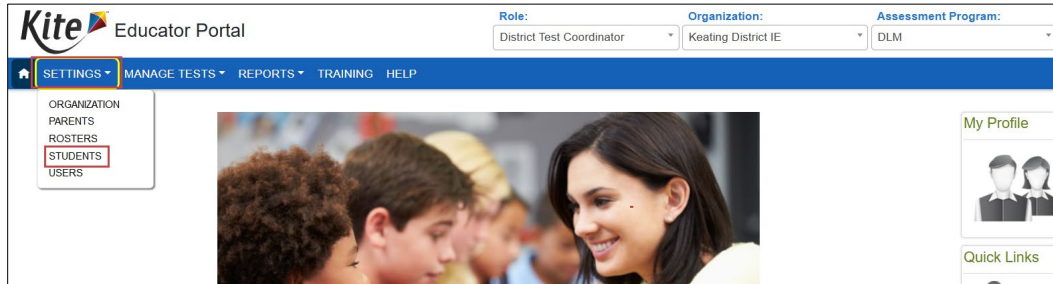 Kite Educator Portal
Role:
District Test Coordinator
Organization:
Keating District IE
Assessment Program:
DLM
SETTINGS MANAGE TESTS REPORTS TRAINING HELP
ORGANIZATION
PARENTS
ROSTERS
STUDENTS
USERS
My Profile
Quick Links